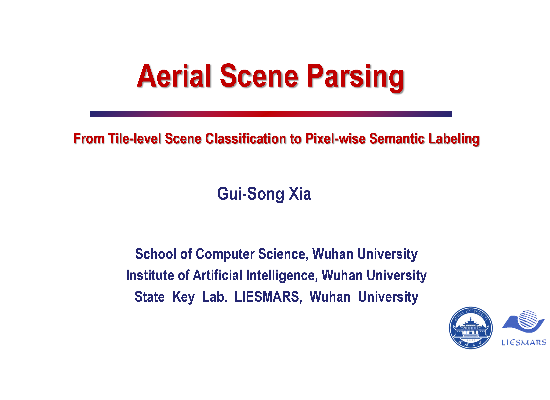 Aerial Scene Parsing
From Tile-level Scene Classification to Pixel-wise Semantic Labeling
Gui-Song Xia
School of Computer Science, Wuhan University
Institute of Artificial Intelligence, Wuhan University
State Key Lab. LIESMARS, Wuhan University
LIESMARS